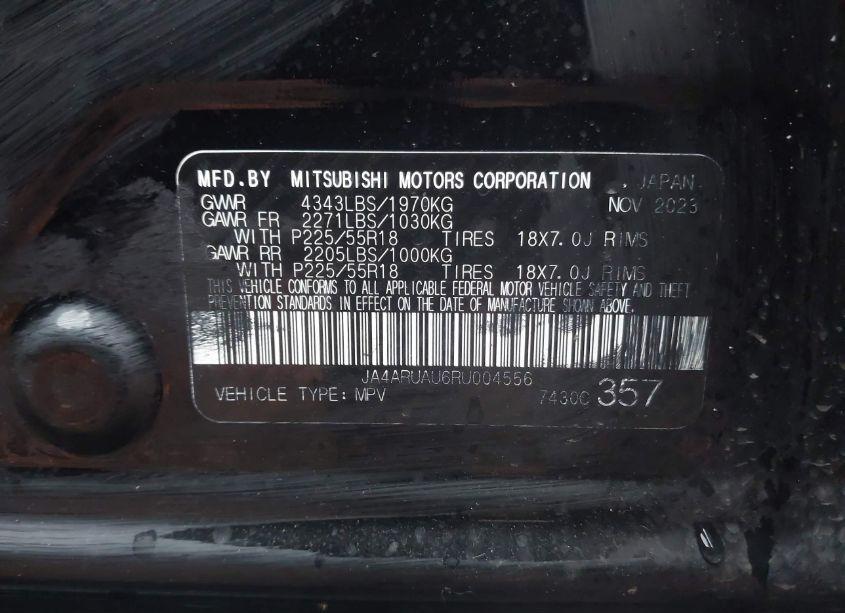 MFD.BY MITSUBISHI MOTORS CORPORATION , JAPAN
GVWR 4343LBS/1970KG NOV 2023
GAWR FR 2271LBS/1030KG
WITH P225/55R18 TIRES 18X7.0J RIMS
GAWR RR 2205LBS/1000KG
WITH P225/55R18 TIRES 18X7.0J RIMS
THIS VEHICLE CONFORMS TO ALL APPLICABLE FEDERAL MOTOR VEHICLE SAFETY AND THEFT
PREVENTION STANDARDS IN EFFECT ON THE DATE OF MANUFACTURE SHOWN ABOVE.
JA4ARUAU6RU004556
VEHICLE TYPE: MPV 7430C 357